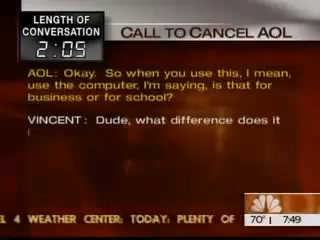 LENGTH OF
CONVERSATION
2:09
CALL TO CANCEL AOL
AOL: Okay. So when you use this, I mean,
use the computer, I'm saying, is that for
business or for school?
VINCENT: Dude, what difference does it
70° 7:49
4 WEATHER CENTER: TODAY: PLENTY OF